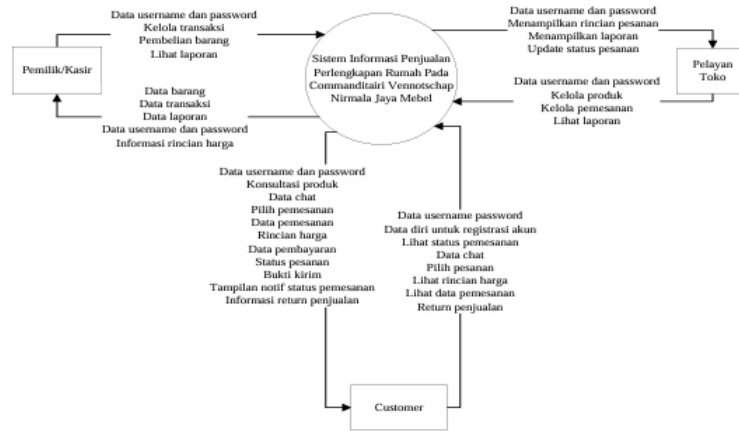 Data username dan password
Kelola transaksi
Pembelian barang
Lihat laporan
Data username dan password
Menampilkan rincian pesanan
Menampilkan laporan
Update status pesanan
Pemilik/Kasir
Sistem Informasi Penjualan
Perlengkapan Rumah Pada
Commanditairi Vennotschap
Nirmala Jaya Mebel
Pelayan
Toko
Data barang
Data transaksi
Data laporan
Data username dan password
Informasi rincian harga
Data username dan password
Kelola produk
Kelola pemesanan
Lihat laporan
Data username dan password
Konsultasi produk
Data chat
Pilih pemesanan
Data pemesanan
Rincian harga
Data pembayaran
Status pesanan
Bukti kirim
Tampilan notif status pemesanan
Informasi return penjualan
Data username password
Data diri untuk registrasi akun
Lihat status pemesanan
Data chat
Pilih pesanan
Lihat rincian harga
Lihat data pemesanan
Return penjualan
Customer